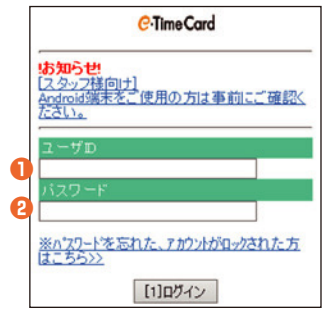 e-TimeCard
!お知らせ!
[スタッフ様向け]
Android端末をご使用の方は事前にご確認く
ださい。
ユーザID
1
パスワード
2
※パスワードを忘れた、アカウントがロックされた方
はこちら>>
[1]ログイン